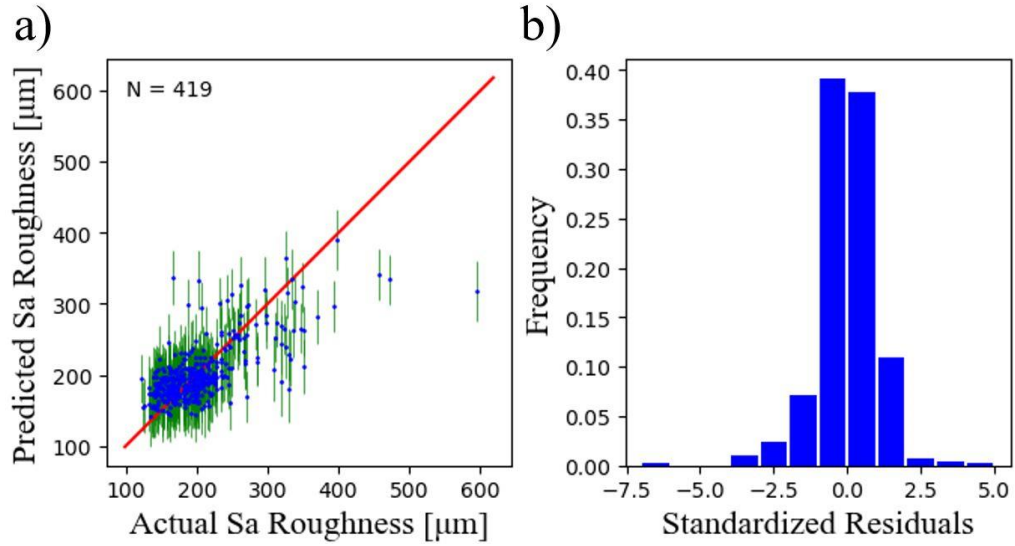 a)
Predicted Sa Roughness [μm]
600
500
400
300
200
100
N = 419
100 200 300 400 500 600
Actual Sa Roughness [μm]
b)
Frequency
0.40
0.35
0.30
0.25
0.20
0.15
0.10
0.05
0.00
−7.5 −5.0 −2.5 0.0 2.5 5.0
Standardized Residuals